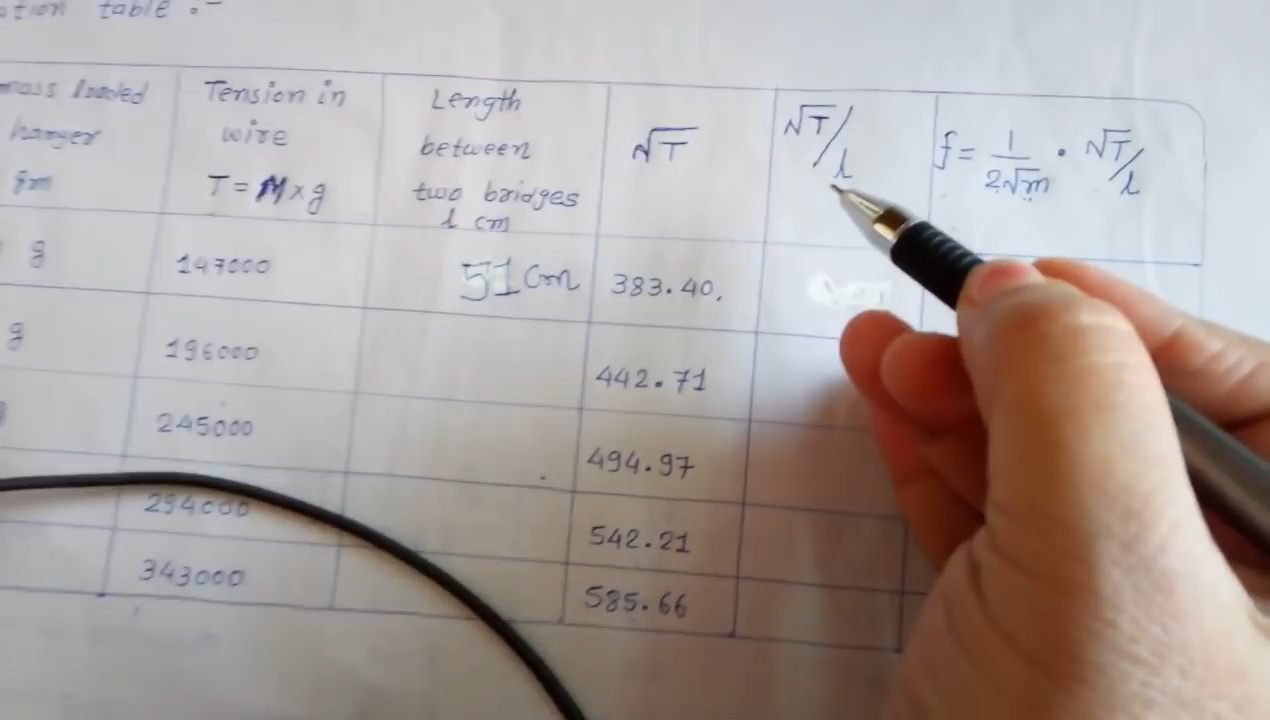 ation table :-
mass loaded
hanger
gm
Tension in
wire
T = M × g
Length
between
two bridges
l cm
√T
√T/l
f = 1/2√m · √T/l
g 147000 51 cm 383.40.
g 196000 442.71
245000 494.97
294000 542.21
343000 585.66